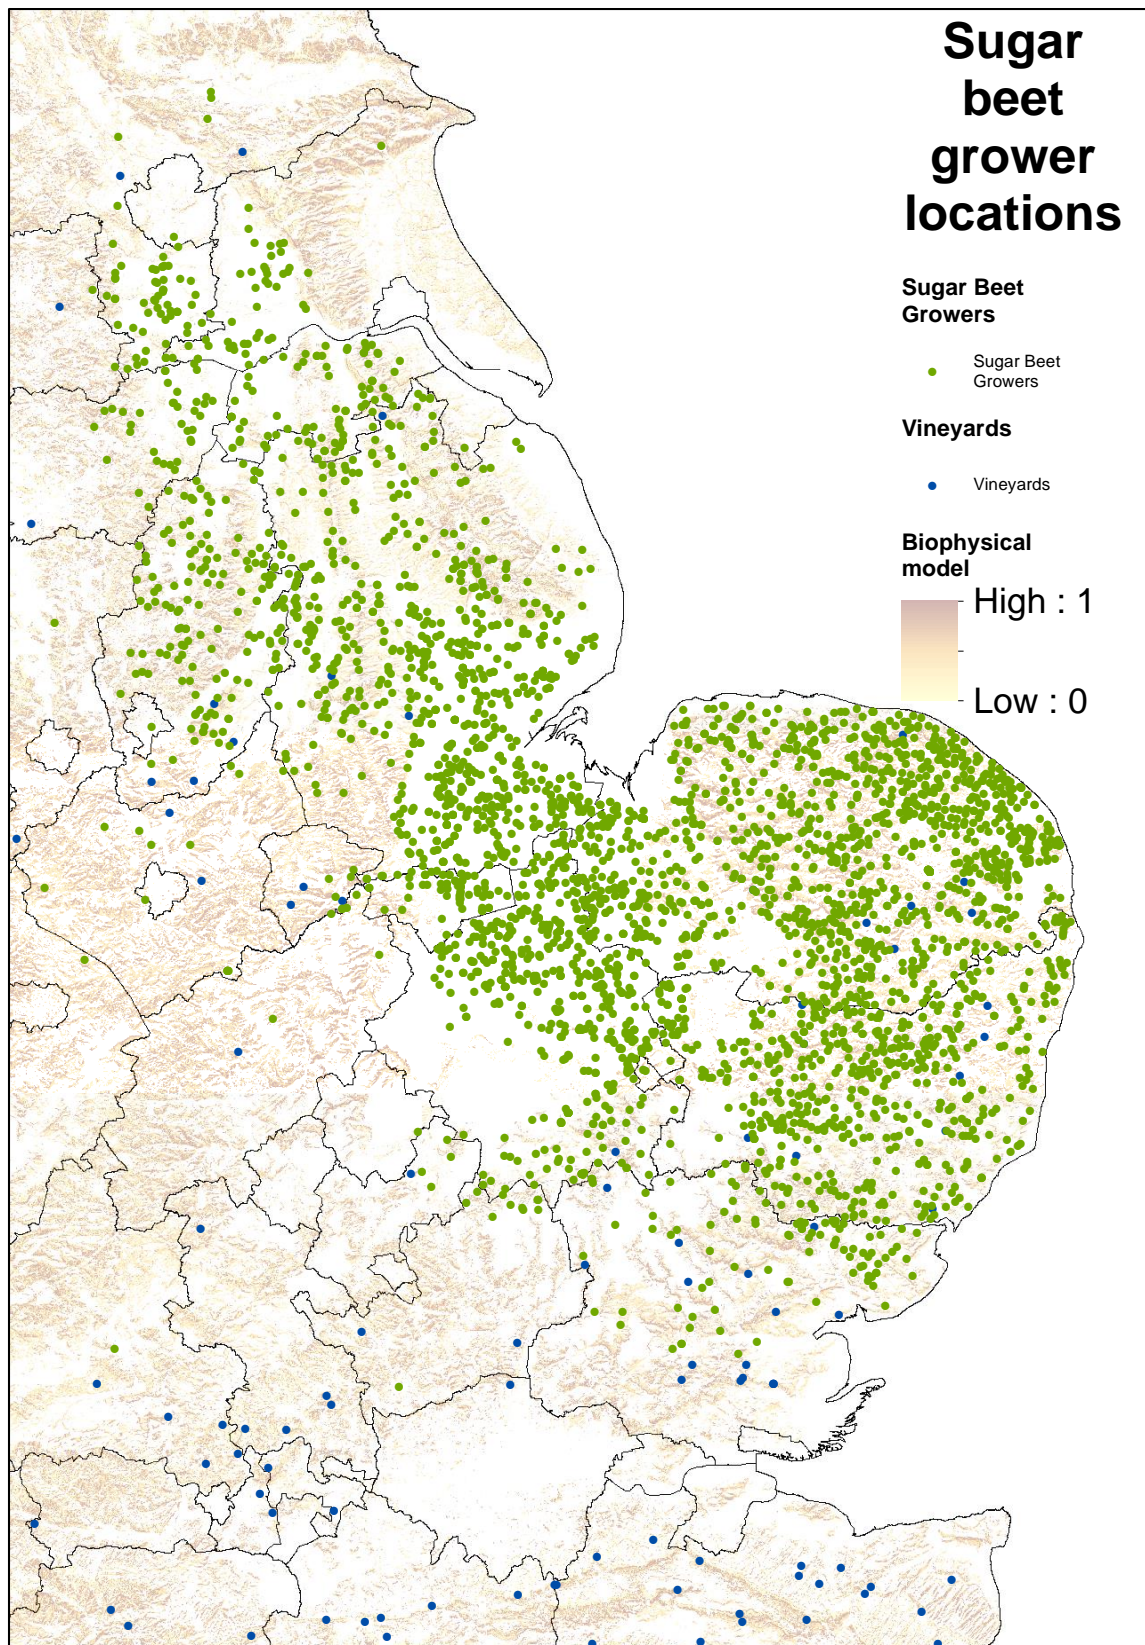 Sugar
beet
grower
locations
Sugar Beet
Growers
Sugar Beet
Growers
Vineyards
Vineyards
Biophysical
model
High : 1
Low : 0